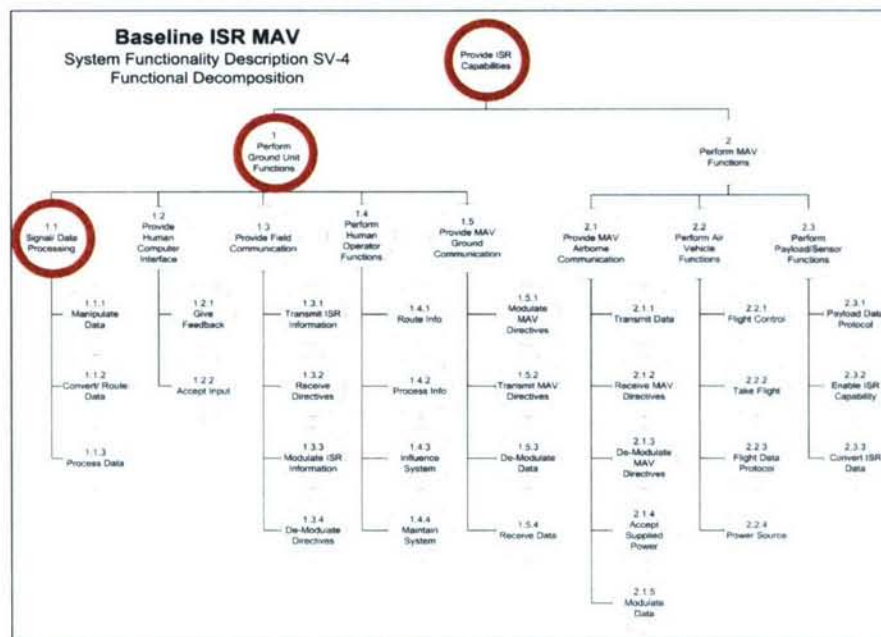 Baseline ISR MAV
System Functionality Description SV-4
Functional Decomposition
Provide ISR
Capabilities
1
Perform
Ground Unit
Functions
2
Perform MAV
Functions
1.1
Signal/ Data
Processing
1.2
Provide
Human
Computer
Interface
1.3
Provide Field
Communication
1.4
Perform
Human
Operator
Functions
1.5
Provide MAV
Ground
Communication
2.1
Provide MAV
Airborne
Communication
2.2
Perform Air
Vehicle
Functions
2.3
Perform
Payload/Sensor
Functions
1.1.1
Manipulate
Data
1.1.2
Convert/ Route
Data
1.1.3
Process Data
1.2.1
Give
Feedback
1.2.2
Accept Input
1.3.1
Transmit ISR
Information
1.3.2
Receive
Directives
1.3.3
Modulate ISR
Information
1.3.4
De-Modulate
Directives
1.4.1
Route Info
1.4.2
Process Info
1.4.3
Influence
System
1.4.4
Maintain
System
1.5.1
Modulate
MAV
Directives
1.5.2
Transmit MAV
Directives
1.5.3
De-Modulate
Data
1.5.4
Receive Data
2.1.1
Transmit Data
2.1.2
Receive MAV
Directives
2.1.3
De-Modulate
MAV
Directives
2.1.4
Accept
Supplied
Power
2.1.5
Modulate
Data
2.2.1
Flight Control
2.2.2
Take Flight
2.2.3
Flight Data
Protocol
2.2.4
Power Source
2.3.1
Payload Data
Protocol
2.3.2
Enable ISR
Capability
2.3.3
Convert ISR
Data